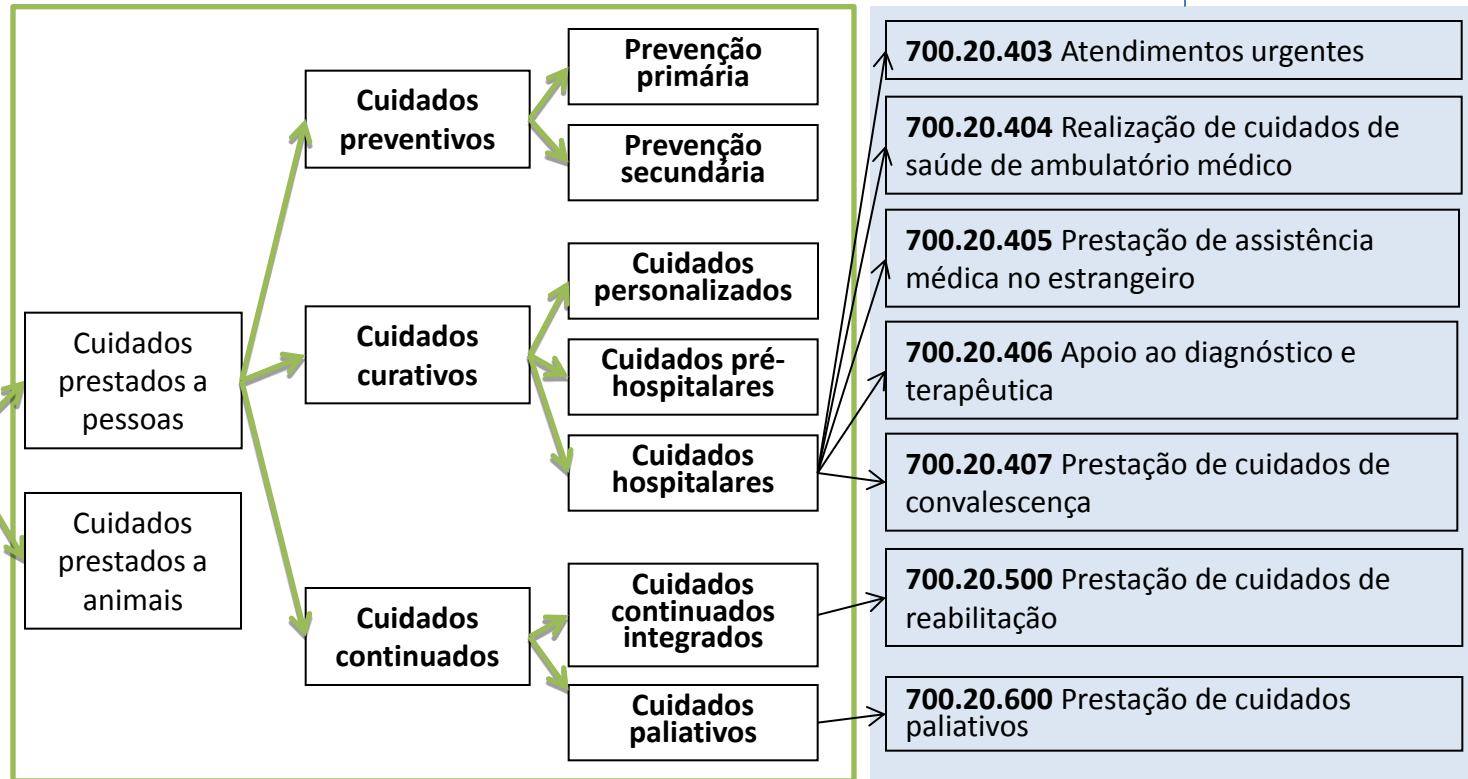 Cuidados
prestados a
pessoas
Cuidados
prestados a
animais
Cuidados
preventivos
Cuidados
curativos
Cuidados
continuados
Prevenção
primária
Prevenção
secundária
Cuidados
personalizados
Cuidados pré-
hospitalares
Cuidados
hospitalares
Cuidados
continuados
integrados
Cuidados
paliativos
700.20.403 Atendimentos urgentes
700.20.404 Realização de cuidados de
saúde de ambulatório médico
700.20.405 Prestação de assistência
médica no estrangeiro
700.20.406 Apoio ao diagnóstico e
terapêutica
700.20.407 Prestação de cuidados de
convalescença
700.20.500 Prestação de cuidados de
reabilitação
700.20.600 Prestação de cuidados
paliativos